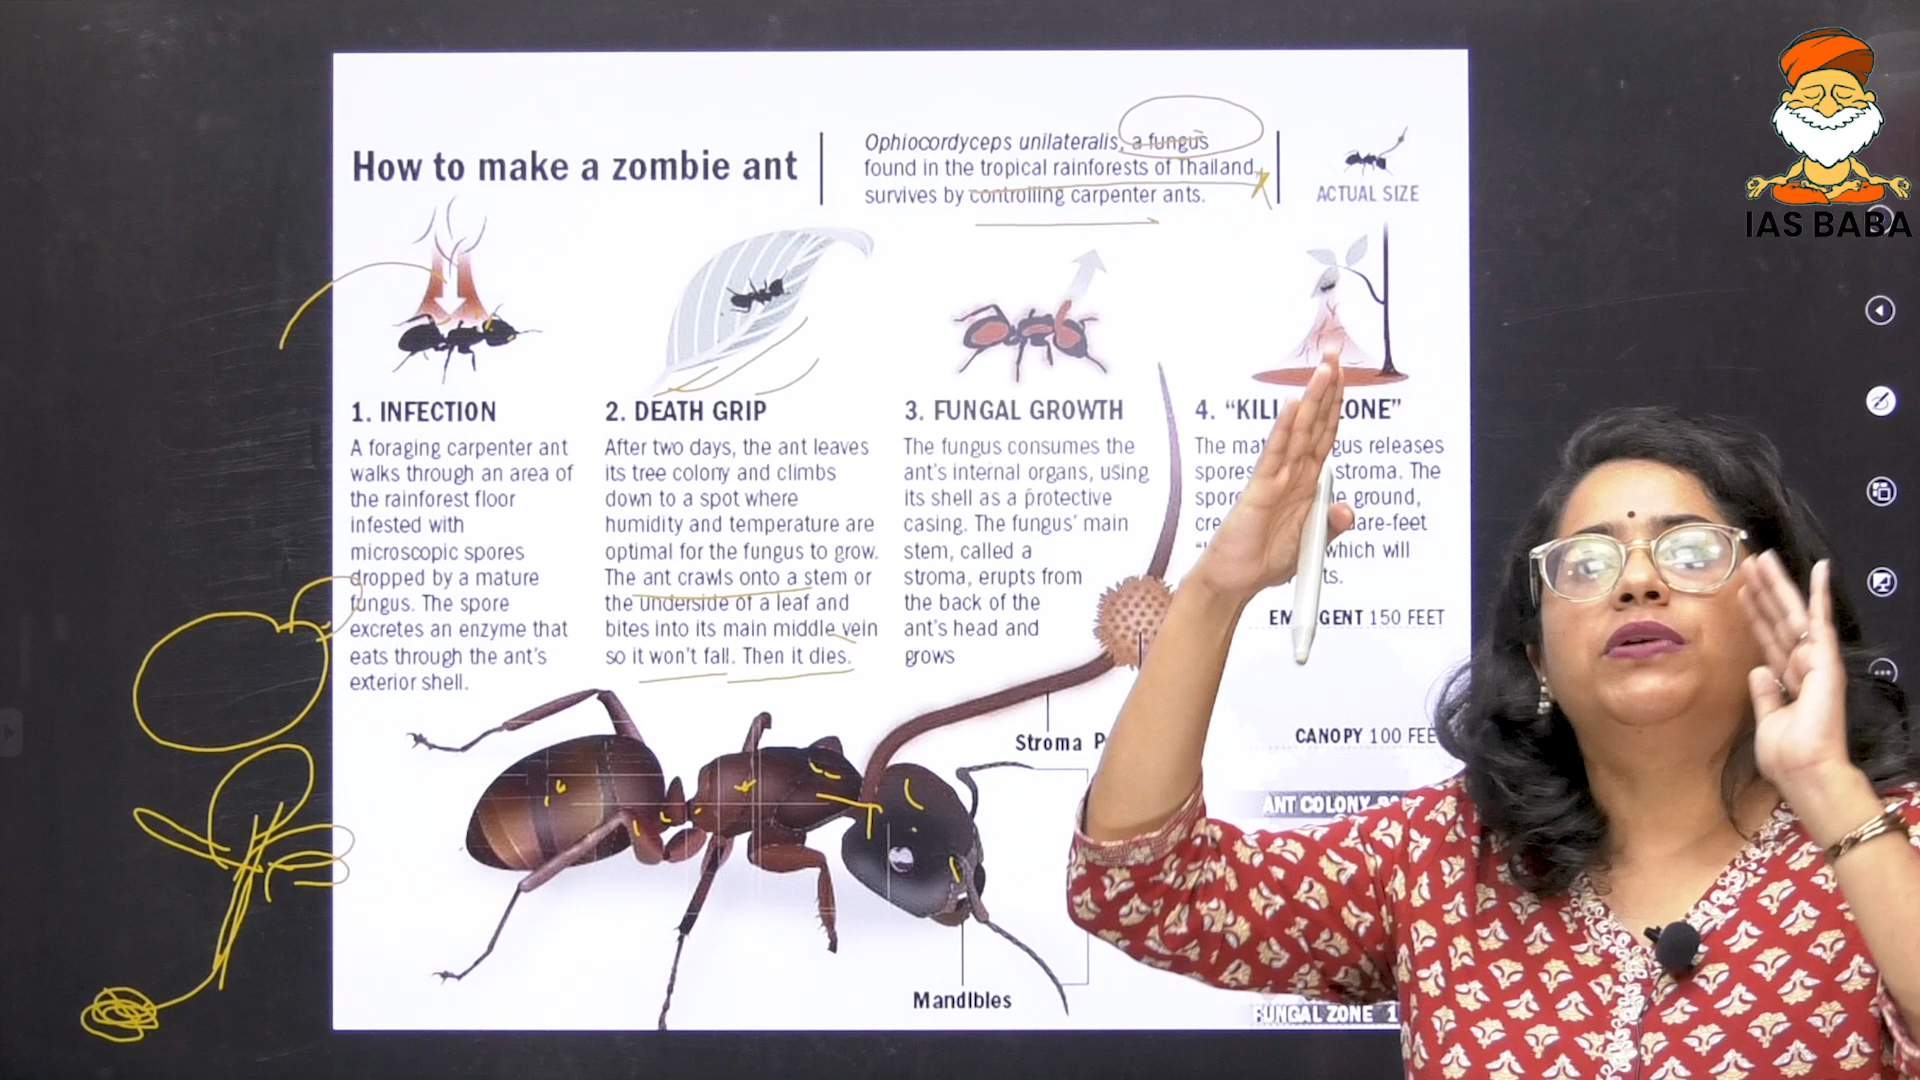 How to make a zombie ant
Ophiocordyceps unilateralis, a fungus
found in the tropical rainforests of Thailand,
survives by controlling carpenter ants.
ACTUAL SIZE
IAS BABA
1. INFECTION
A foraging carpenter ant
walks through an area of
the rainforest floor
infested with
microscopic spores
dropped by a mature
fungus. The spore
excretes an enzyme that
eats through the ant's
exterior shell.
2. DEATH GRIP
After two days, the ant leaves
its tree colony and climbs
down to a spot where
humidity and temperature are
optimal for the fungus to grow.
The ant crawls onto a stem or
the underside of a leaf and
bites into its main middle vein
so it won't fall. Then it dies.
3. FUNGAL GROWTH
The fungus consumes the
ant's internal organs, using
its shell as a protective
casing. The fungus' main
stem, called a
stroma, erupts from
the back of the
ant's head and
grows
4. "KILL ZONE"
The releases
spores stroma. The
ground,
which will
150 FEET
CANOPY 100
Stroma
ANT COLONY
Mandibles
FUNGAL ZONE 1